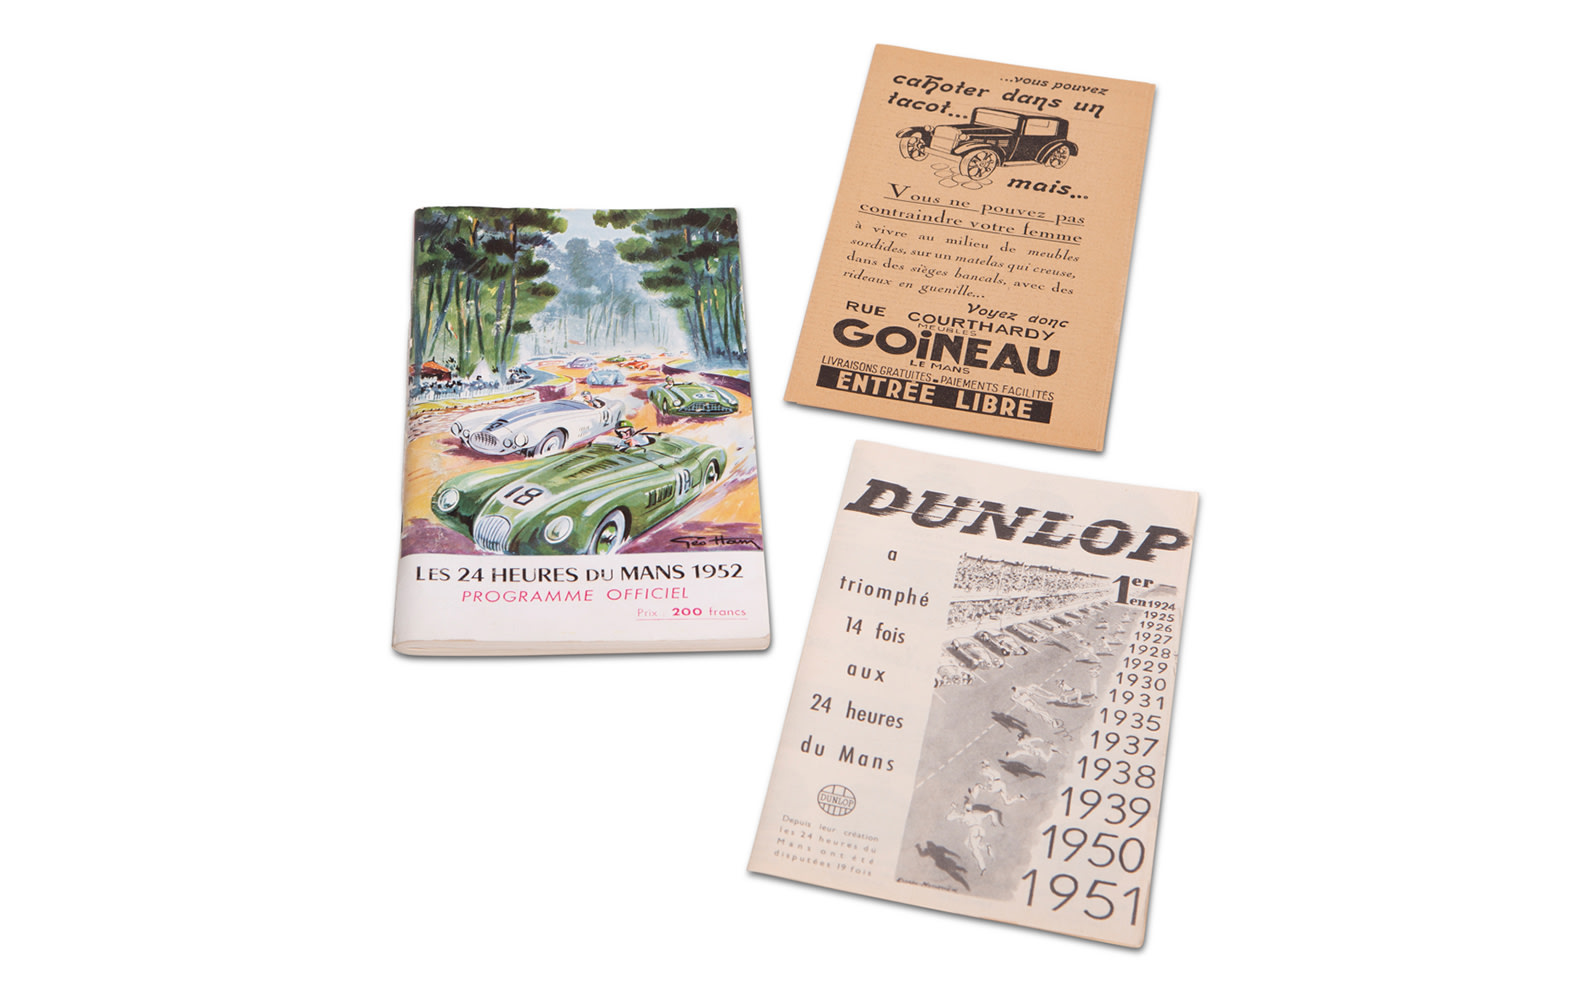 18
18
Géo Ham
LES 24 HEURES DU MANS 1952
PROGRAMME OFFICIEL
Prix : 200 francs
...vous pouvez
cahoter dans un
tacot...
mais...
Vous ne pouvez pas
contraindre votre femme
à vivre au milieu de meubles
sordides, sur un matelas qui creuse,
dans des sièges bancals, avec des
rideaux en guenille...
Voyez donc
RUE COURTHARDY
MEUBLES
GOiNEAU
LE MANS
LIVRAISONS GRATUITES-PAIEMENTS FACILITÉS
ENTRÉE LIBRE
DUNLOP
a
triomphé
14 fois
aux
24 heures
du Mans
DUNLOP
Depuis leur création
les 24 heures du
Mans ont été
disputées 19 fois
1er
en 1924
1925
1926
1927
1928
1929
1930
1931
1935
1937
1938
1939
1950
1951